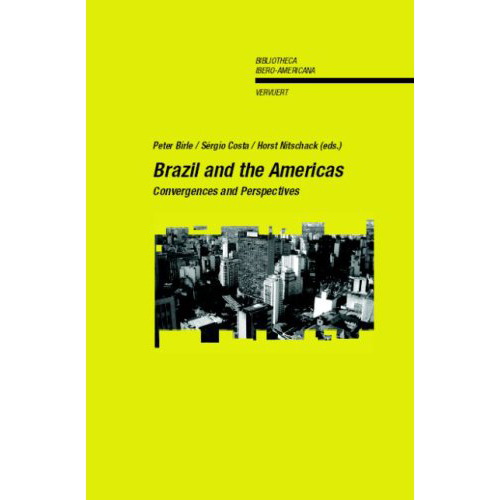 BIBLIOTHECA
IBERO-AMERICANA
VERVUERT
Peter Birle / Sérgio Costa / Horst Nitschack (eds.)
Brazil and the Americas
Convergences and Perspectives